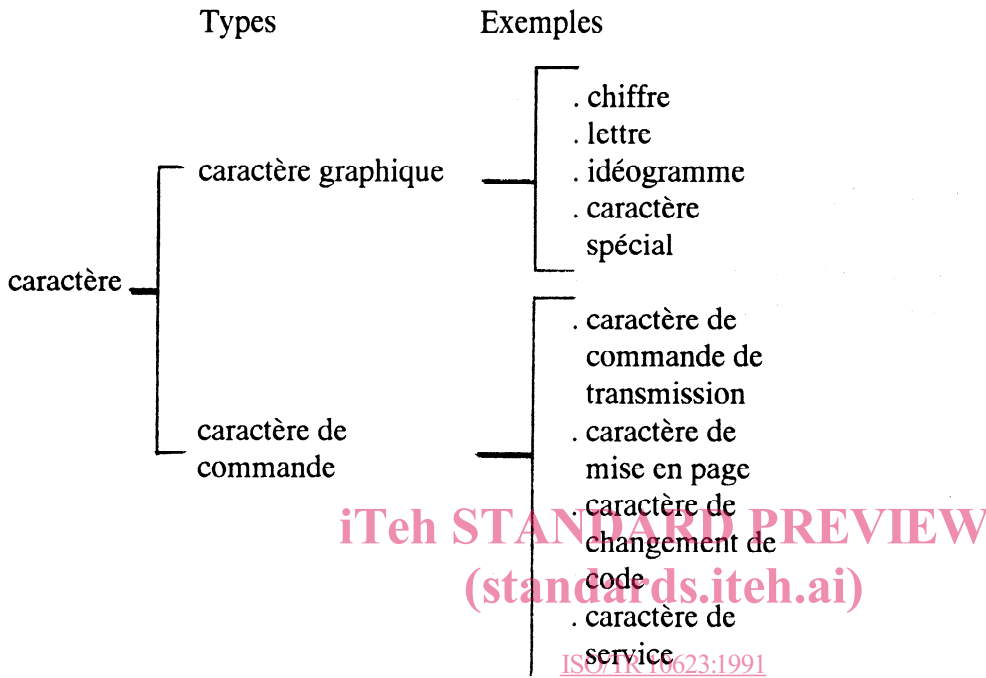 Types Exemples
. chiffre
. lettre
caractère graphique . idéogramme
. caractère
spécial
caractère
. caractère de
commande de
transmission
caractère de . caractère de
commande mise en page
. caractère de
iTeh STANDARD PREVIEW
changement de
code
(standards.iteh.ai)
. caractère de
service
ISO/TR 10623:1991